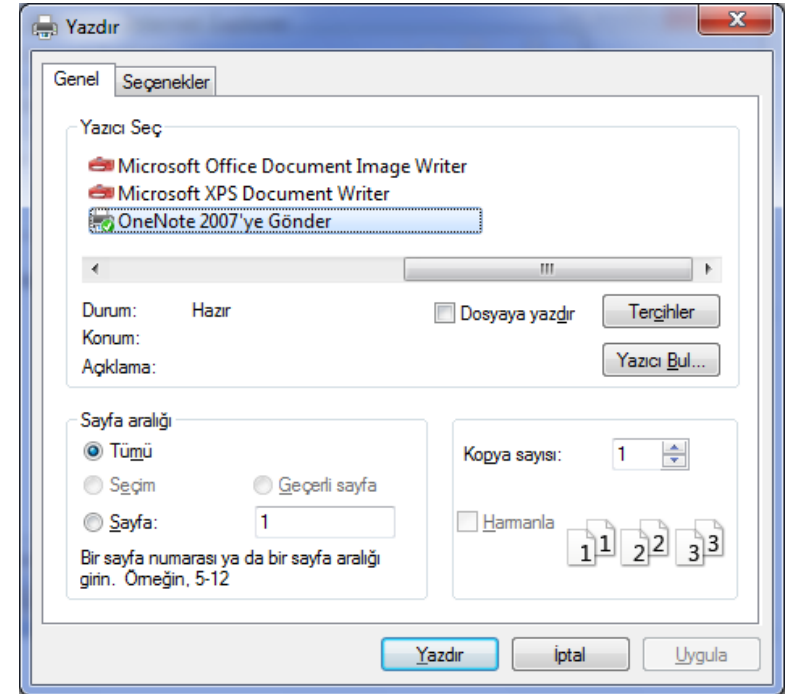 Yazdır
Genel
Seçenekler
Yazıcı Seç
Microsoft Office Document Image Writer
Microsoft XPS Document Writer
OneNote 2007'ye Gönder
Durum: Hazır
Dosyaya yazdır
Tercihler
Konum:
Açıklama:
Yazıcı Bul...
Sayfa aralığı
Tümü
Seçim
Geçerli sayfa
Sayfa: 1
Bir sayfa numarası ya da bir sayfa aralığı
girin. Örneğin, 5-12
Kopya sayısı: 1
Harmanla
1 1 2 2 3 3
Yazdır
İptal
Uygula